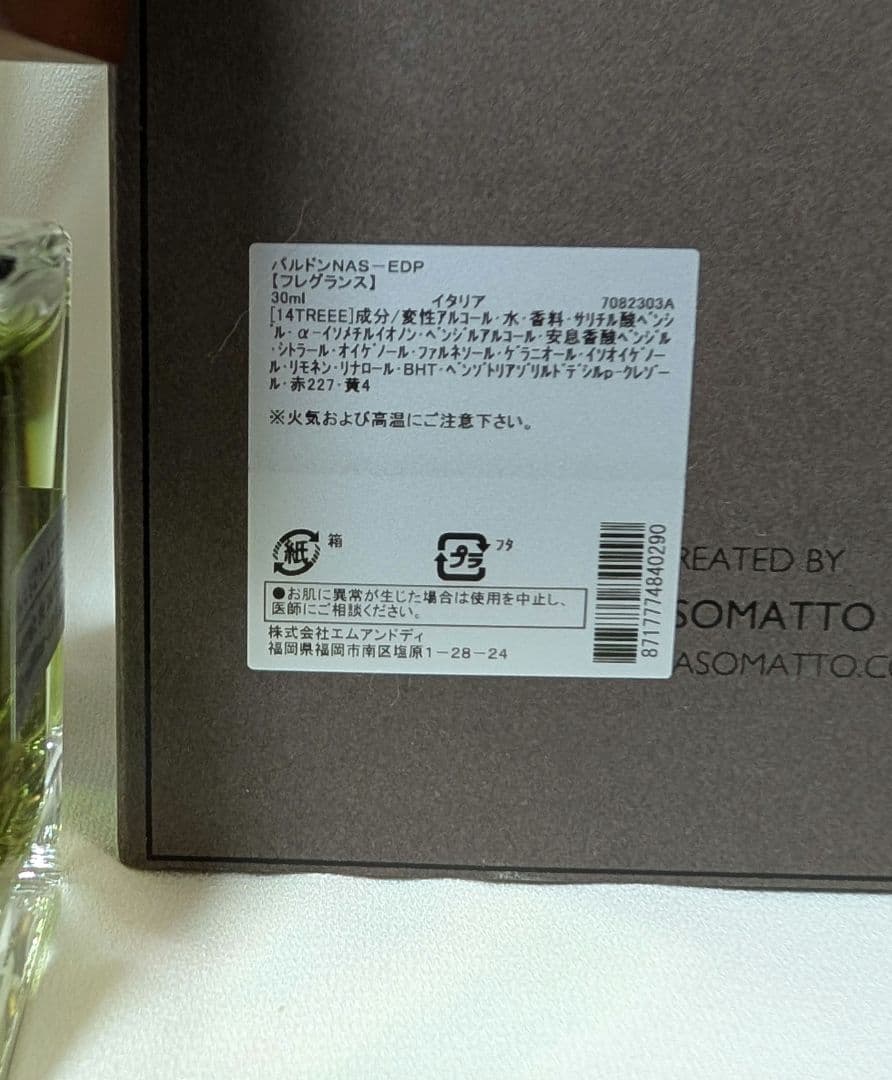 バルドンNAS－EDP
【フレグランス】
30ml イタリア 7082303A
[14TREEE]成分/変性アルコール・水・香料・サリチル酸ﾍﾞﾝｼﾞ
ﾙ・α－イソメチルイオノン・ﾍﾞﾝｼﾞﾙアルコール・安息香酸ﾍﾞﾝｼﾞﾙ
・シトラール・オイゲノール・ファルネソール・ゲラニオール・イソオイゲノー
ル・リモネン・リナロール・BHT・ﾍﾞﾝｿﾞトリアゾリルドデシルp－クレゾー
ル・赤227・黄4
※火気および高温にご注意下さい。
紙 箱 プラ フタ
●お肌に異常が生じた場合は使用を中止し、
医師にご相談ください。
株式会社エムアンドディ
福岡県福岡市南区塩原1－28－24
8717774840290
REATED BY
SOMATTO
ASOMATTO.C